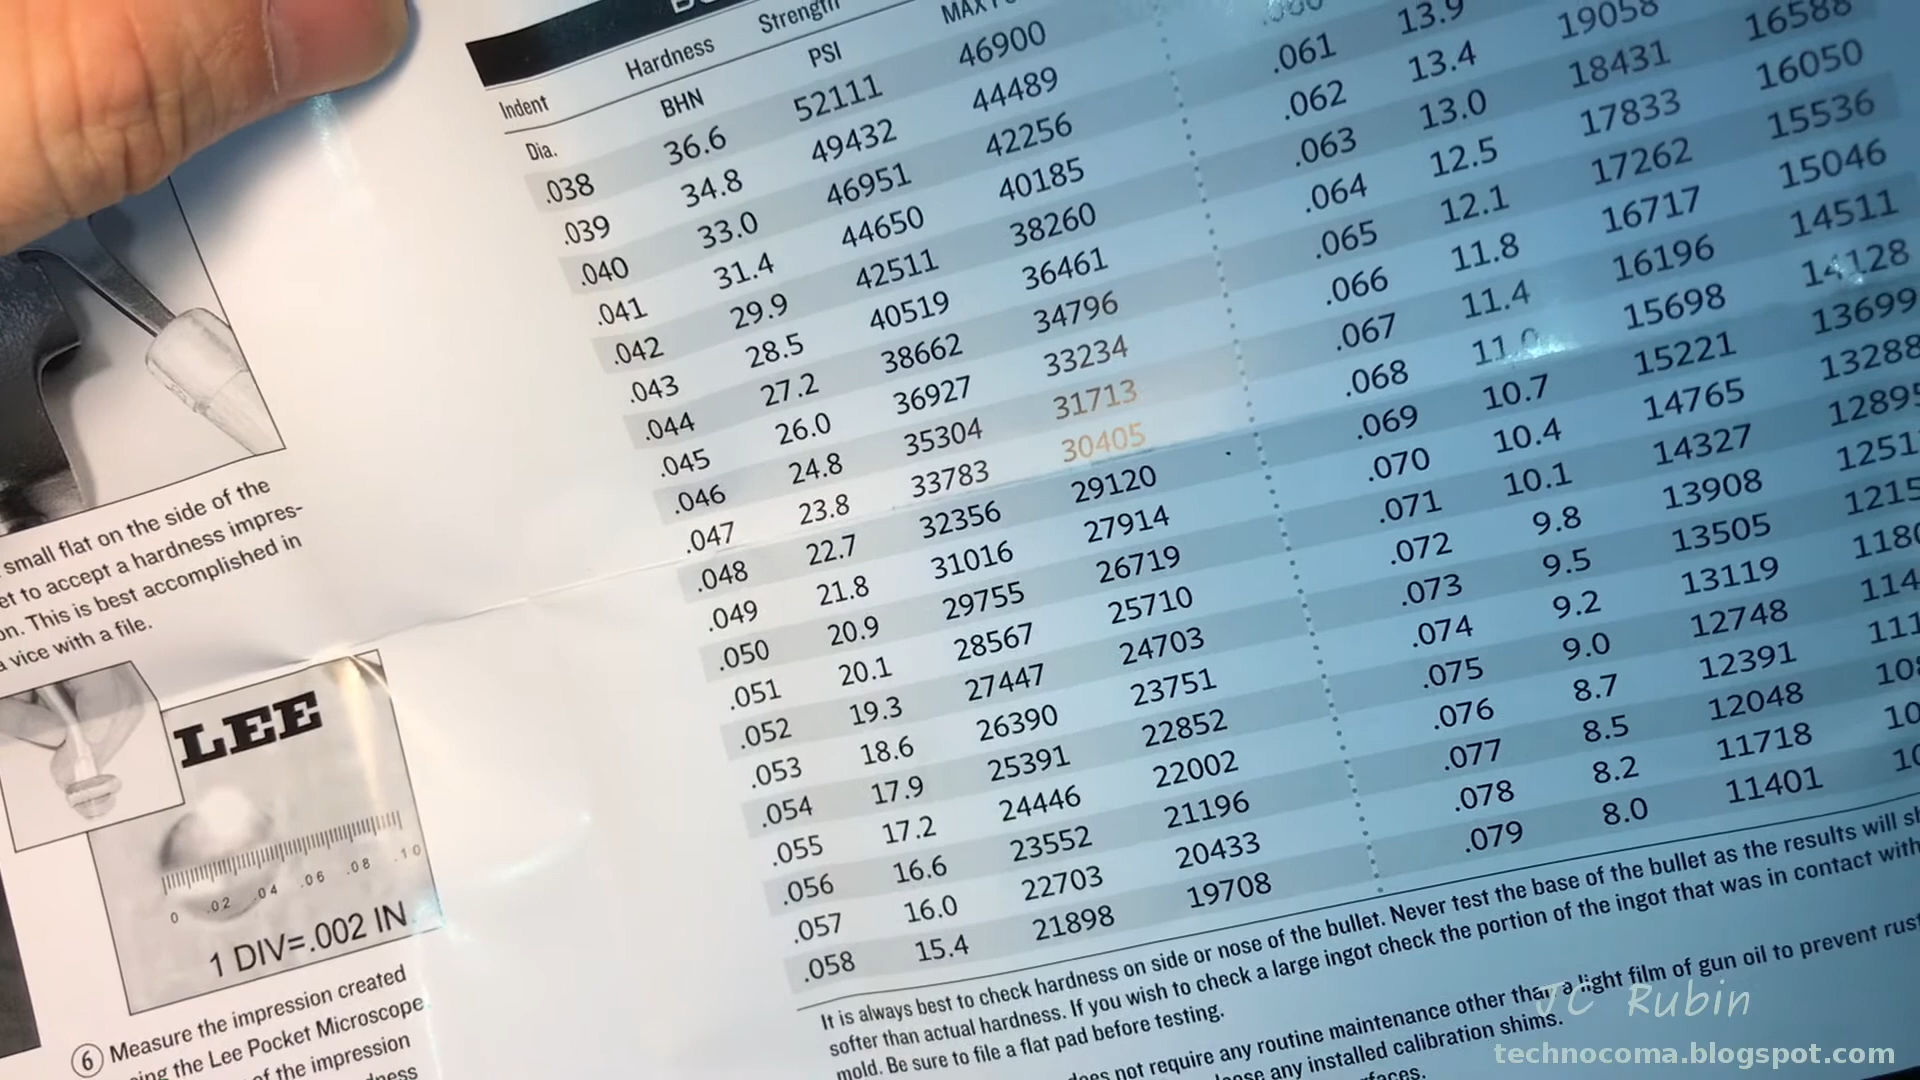 Indent Hardness Strength
Dia. BHN PSI
.038 36.6 52111 46900
.039 34.8 49432 44489
.040 33.0 46951 42256
.041 31.4 44650 40185
.042 29.9 42511 38260
.043 28.5 40519 36461
.044 27.2 38662 34796
.045 26.0 36927 33234
.046 24.8 35304 31713
.047 23.8 33783 30405
.048 22.7 32356 29120
.049 21.8 31016 27914
.050 20.9 29755 26719
.051 20.1 28567 25710
.052 19.3 27447 24703
.053 18.6 26390 23751
.054 17.9 25391 22852
.055 17.2 24446 22002
.056 16.6 23552 21196
.057 16.0 22703 20433
.058 15.4 21898 19708
.061 13.9 19058
.062 13.4 18431 16588
.063 13.0 17833 16050
.064 12.5 17262 15536
.065 12.1 16717 15046
.066 11.8 16196 14511
.067 11.4 15698 14128
.068 11.0 15221 13699
.069 10.7 14765 13288
.070 10.4 14327 12895
.071 10.1 13908
.072 9.8 13505
.073 9.5 13119
.074 9.2 12748
.075 9.0 12391
.076 8.7 12048
.077 8.5 11718
.078 8.2 11401
.079 8.0
It is always best to check hardness on side or nose of the bullet. Never test the base of the bullet as the results will
softer than actual hardness. If you wish to check a large ingot check the portion of the ingot that was in contact with
mold. Be sure to file a flat pad before testing.
not require any routine maintenance other than a light film of gun oil to prevent
any installed calibration shims.
small flat on the side of the
to accept a hardness impres-
This is best accomplished in
a vice with a file.
LEE
0 .02 .04 .06 .08 .10
1 DIV=.002 IN
6 Measure the impression created
the Lee Pocket Microscope
of the impression
JC Rubin
technocoma.blogspot.com